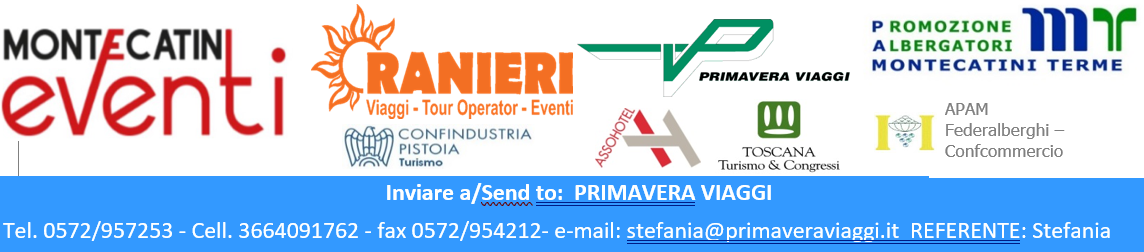 MONTECATINI
eventi
RANIERI
Viaggi - Tour Operator - Eventi
CONFINDUSTRIA
PISTOIA
Turismo
PRIMAVERA VIAGGI
ASSOHOTEL
TOSCANA
Turismo & Congressi
PROMOZIONE
ALBERGATORI
MONTECATINI TERME
MT
APAM
Federalberghi –
Confcommercio
Inviare a/Send to: PRIMAVERA VIAGGI
Tel. 0572/957253 - Cell. 3664091762 - fax 0572/954212- e-mail: stefania@primaveraviaggi.it REFERENTE: Stefania